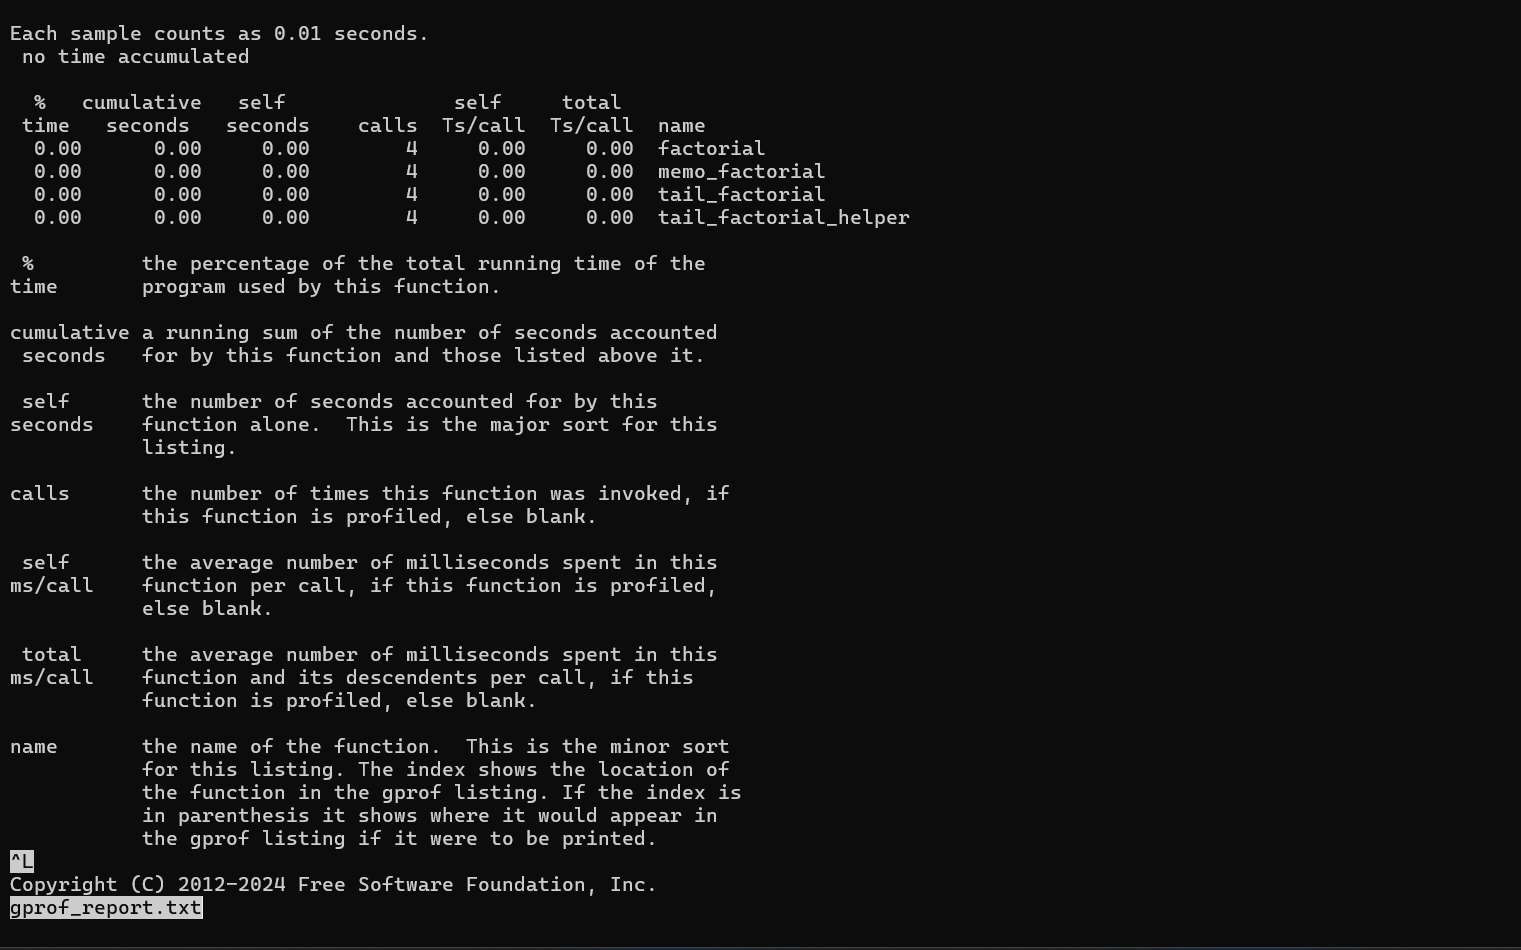 Each sample counts as 0.01 seconds.
 no time accumulated

  %   cumulative   self              self     total
 time   seconds   seconds    calls  Ts/call  Ts/call  name
  0.00      0.00     0.00        4     0.00     0.00  factorial
  0.00      0.00     0.00        4     0.00     0.00  memo_factorial
  0.00      0.00     0.00        4     0.00     0.00  tail_factorial
  0.00      0.00     0.00        4     0.00     0.00  tail_factorial_helper

 %         the percentage of the total running time of the
time       program used by this function.

cumulative a running sum of the number of seconds accounted
 seconds   for by this function and those listed above it.

 self      the number of seconds accounted for by this
seconds    function alone.  This is the major sort for this
           listing.

calls      the number of times this function was invoked, if
           this function is profiled, else blank.

 self      the average number of milliseconds spent in this
ms/call    function per call, if this function is profiled,
           else blank.

 total     the average number of milliseconds spent in this
ms/call    function and its descendents per call, if this
           function is profiled, else blank.

name       the name of the function.  This is the minor sort
           for this listing. The index shows the location of
           the function in the gprof listing. If the index is
           in parenthesis it shows where it would appear in
           the gprof listing if it were to be printed.
^L
Copyright (C) 2012-2024 Free Software Foundation, Inc.
gprof_report.txt